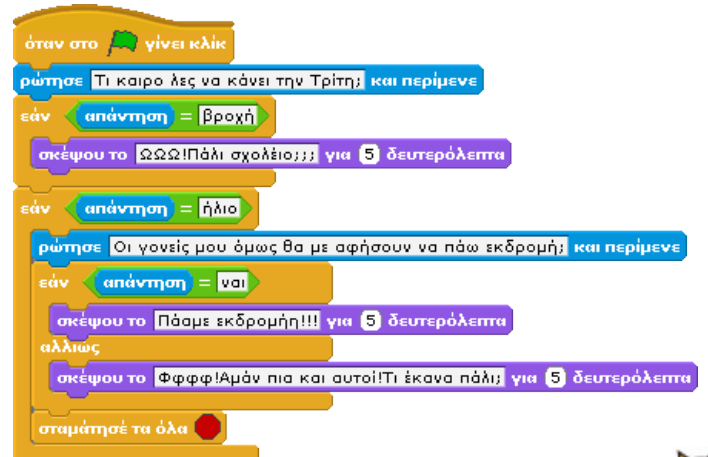 όταν στο γίνει κλίκ
ρώτησε Τι καιρο λες να κάνει την Τρίτη; και περίμενε
εάν απάντηση = βροχή
σκέψου το ΩΩΩ!Πάλι σχολέιο;;; για 5 δευτερόλεπτα
εάν απάντηση = ήλιο
ρώτησε Οι γονείς μου όμως θα με αφήσουν να πάω εκδρομή; και περίμενε
εάν απάντηση = ναι
σκέψου το Πάαμε εκδρομήη!!! για 5 δευτερόλεπτα
αλλιώς
σκέψου το Φφφφ!Αμάν πια και αυτοί!Τι έκανα πάλι; για 5 δευτερόλεπτα
σταμάτησέ τα όλα